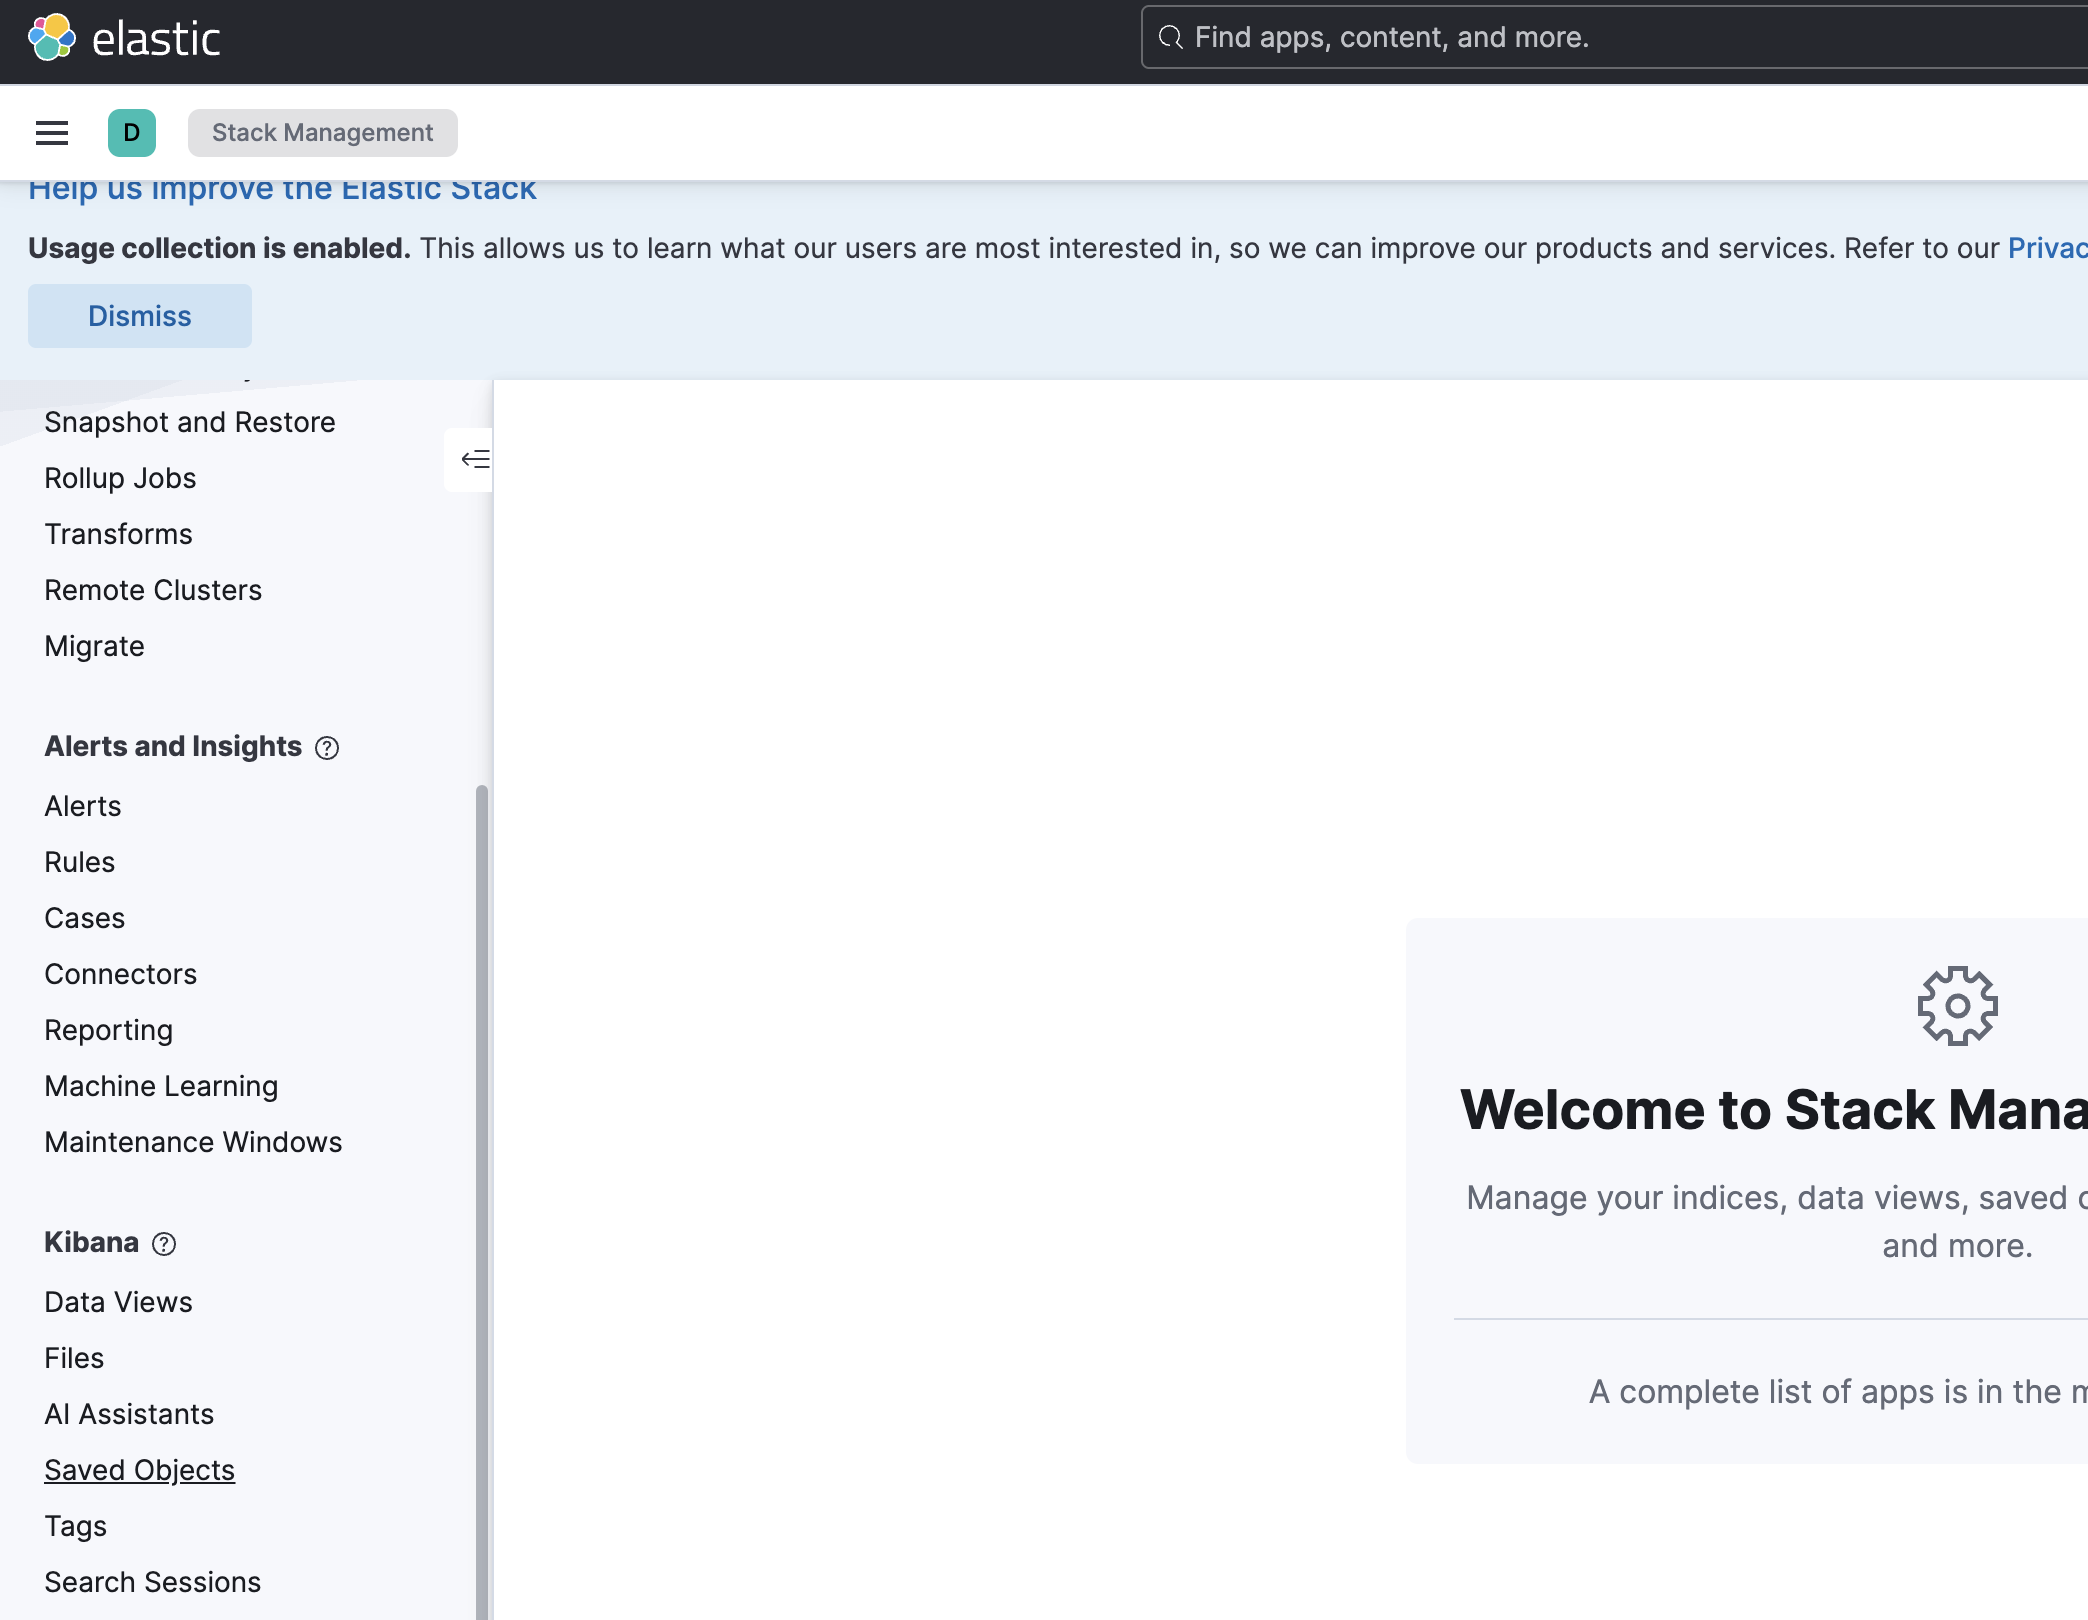 elastic
Find apps, content, and more.
D
Stack Management
Help us improve the Elastic Stack
Usage collection is enabled. This allows us to learn what our users are most interested in, so we can improve our products and services. Refer to our Privac
Dismiss
Snapshot and Restore
Rollup Jobs
Transforms
Remote Clusters
Migrate
Alerts and Insights
Alerts
Rules
Cases
Connectors
Reporting
Machine Learning
Maintenance Windows
Kibana
Data Views
Files
AI Assistants
Saved Objects
Tags
Search Sessions
Welcome to Stack Mana
Manage your indices, data views, saved
and more.
A complete list of apps is in the